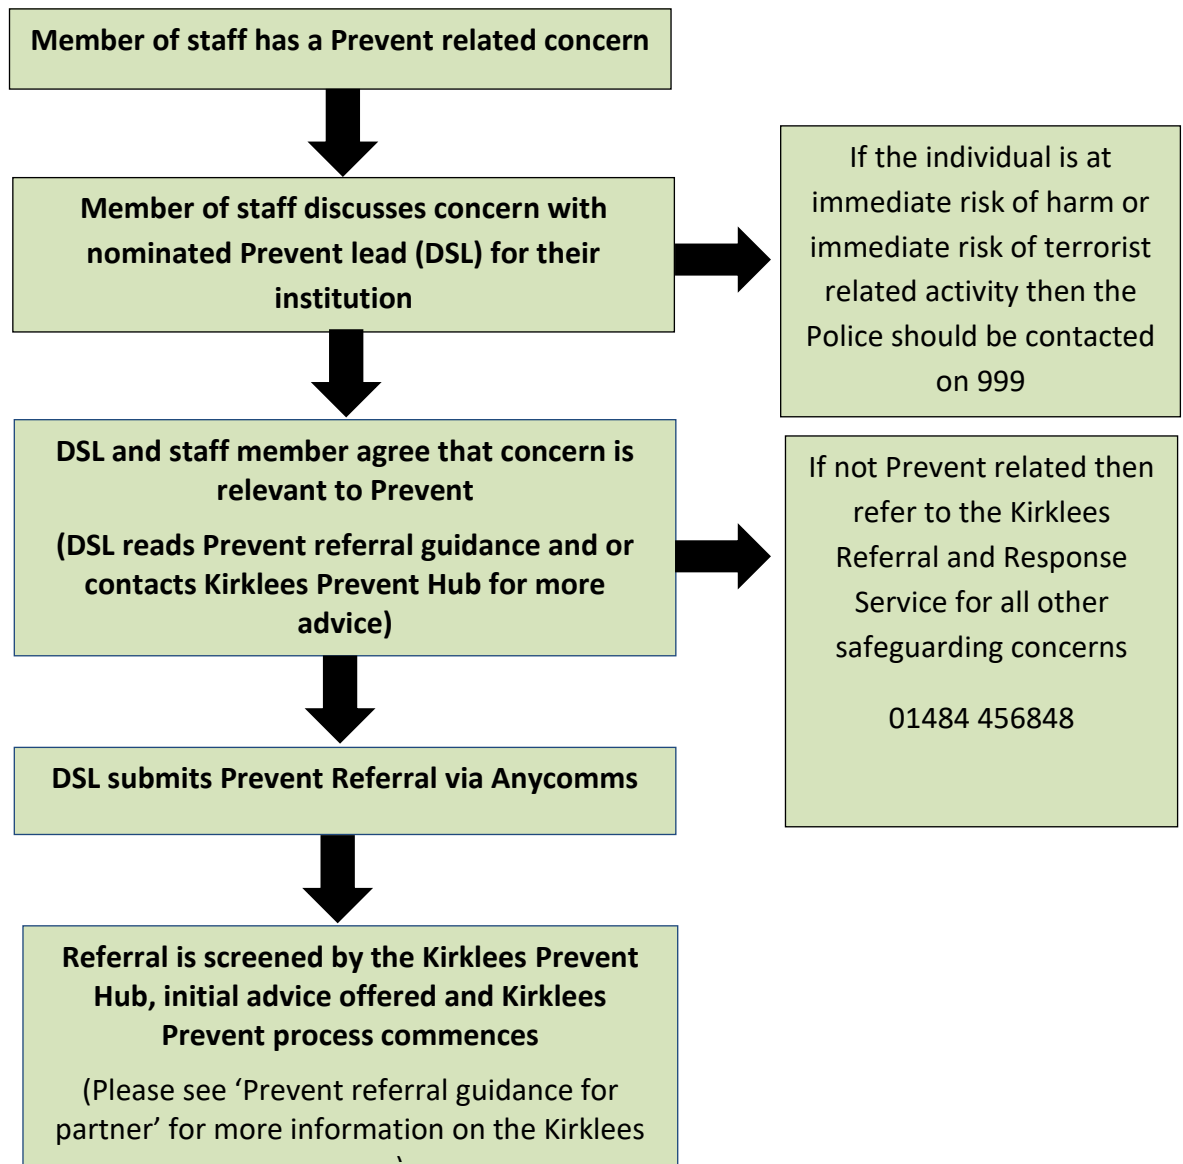 Member of staff has a Prevent related concern
Member of staff discusses concern with
nominated Prevent lead (DSL) for their
institution
If the individual is at
immediate risk of harm or
immediate risk of terrorist
related activity then the
Police should be contacted
on 999
DSL and staff member agree that concern is
relevant to Prevent
(DSL reads Prevent referral guidance and or
contacts Kirklees Prevent Hub for more
advice)
If not Prevent related then
refer to the Kirklees
Referral and Response
Service for all other
safeguarding concerns
01484 456848
DSL submits Prevent Referral via Anycomms
Referral is screened by the Kirklees Prevent
Hub, initial advice offered and Kirklees
Prevent process commences
(Please see ‘Prevent referral guidance for
partner’ for more information on the Kirklees